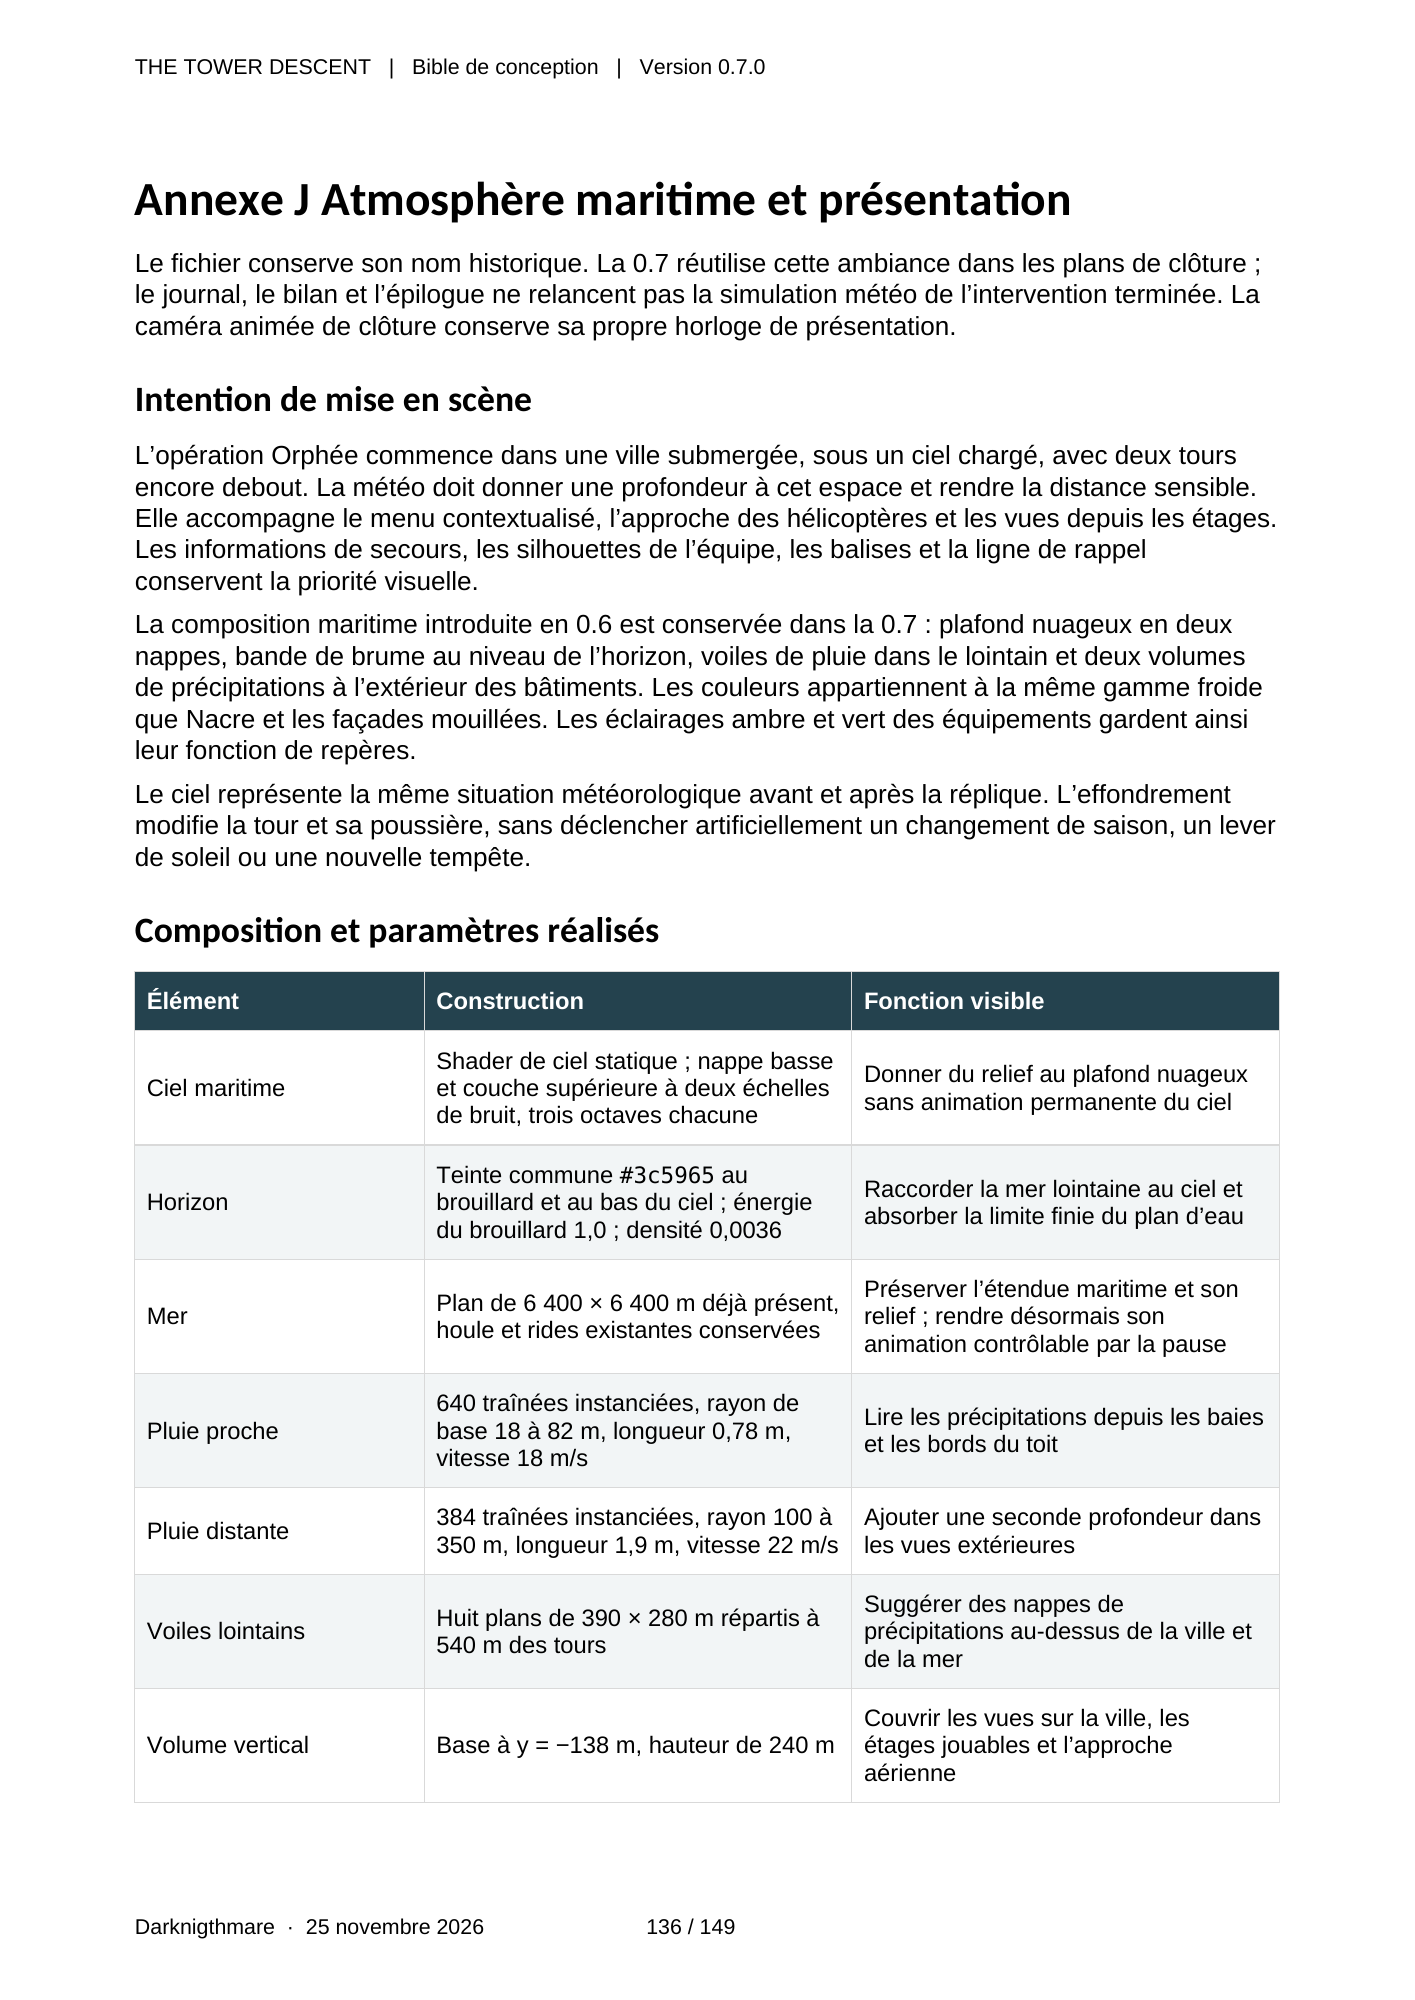 THE TOWER DESCENT | Bible de conception | Version 0.7.0
Annexe J Atmosphère maritime et présentation
Le fichier conserve son nom historique. La 0.7 réutilise cette ambiance dans les plans de clôture ;
le journal, le bilan et l’épilogue ne relancent pas la simulation météo de l’intervention terminée. La
caméra animée de clôture conserve sa propre horloge de présentation.
Intention de mise en scène
L’opération Orphée commence dans une ville submergée, sous un ciel chargé, avec deux tours
encore debout. La météo doit donner une profondeur à cet espace et rendre la distance sensible.
Elle accompagne le menu contextualisé, l’approche des hélicoptères et les vues depuis les étages.
Les informations de secours, les silhouettes de l’équipe, les balises et la ligne de rappel
conservent la priorité visuelle.
La composition maritime introduite en 0.6 est conservée dans la 0.7 : plafond nuageux en deux
nappes, bande de brume au niveau de l’horizon, voiles de pluie dans le lointain et deux volumes
de précipitations à l’extérieur des bâtiments. Les couleurs appartiennent à la même gamme froide
que Nacre et les façades mouillées. Les éclairages ambre et vert des équipements gardent ainsi
leur fonction de repères.
Le ciel représente la même situation météorologique avant et après la réplique. L’effondrement
modifie la tour et sa poussière, sans déclencher artificiellement un changement de saison, un lever
de soleil ou une nouvelle tempête.
Composition et paramètres réalisés
Élément
Construction
Fonction visible
Ciel maritime
Shader de ciel statique ; nappe basse
et couche supérieure à deux échelles
de bruit, trois octaves chacune
Donner du relief au plafond nuageux
sans animation permanente du ciel
Horizon
Teinte commune #3c5965 au
brouillard et au bas du ciel ; énergie
du brouillard 1,0 ; densité 0,0036
Raccorder la mer lointaine au ciel et
absorber la limite finie du plan d’eau
Mer
Plan de 6 400 × 6 400 m déjà présent,
houle et rides existantes conservées
Préserver l’étendue maritime et son
relief ; rendre désormais son
animation contrôlable par la pause
Pluie proche
640 traînées instanciées, rayon de
base 18 à 82 m, longueur 0,78 m,
vitesse 18 m/s
Lire les précipitations depuis les baies
et les bords du toit
Pluie distante
384 traînées instanciées, rayon 100 à
350 m, longueur 1,9 m, vitesse 22 m/s
Ajouter une seconde profondeur dans
les vues extérieures
Voiles lointains
Huit plans de 390 × 280 m répartis à
540 m des tours
Suggérer des nappes de
précipitations au-dessus de la ville et
de la mer
Volume vertical
Base à y = −138 m, hauteur de 240 m
Couvrir les vues sur la ville, les
étages jouables et l’approche
aérienne
Darknigthmare · 25 novembre 2026
136 / 149